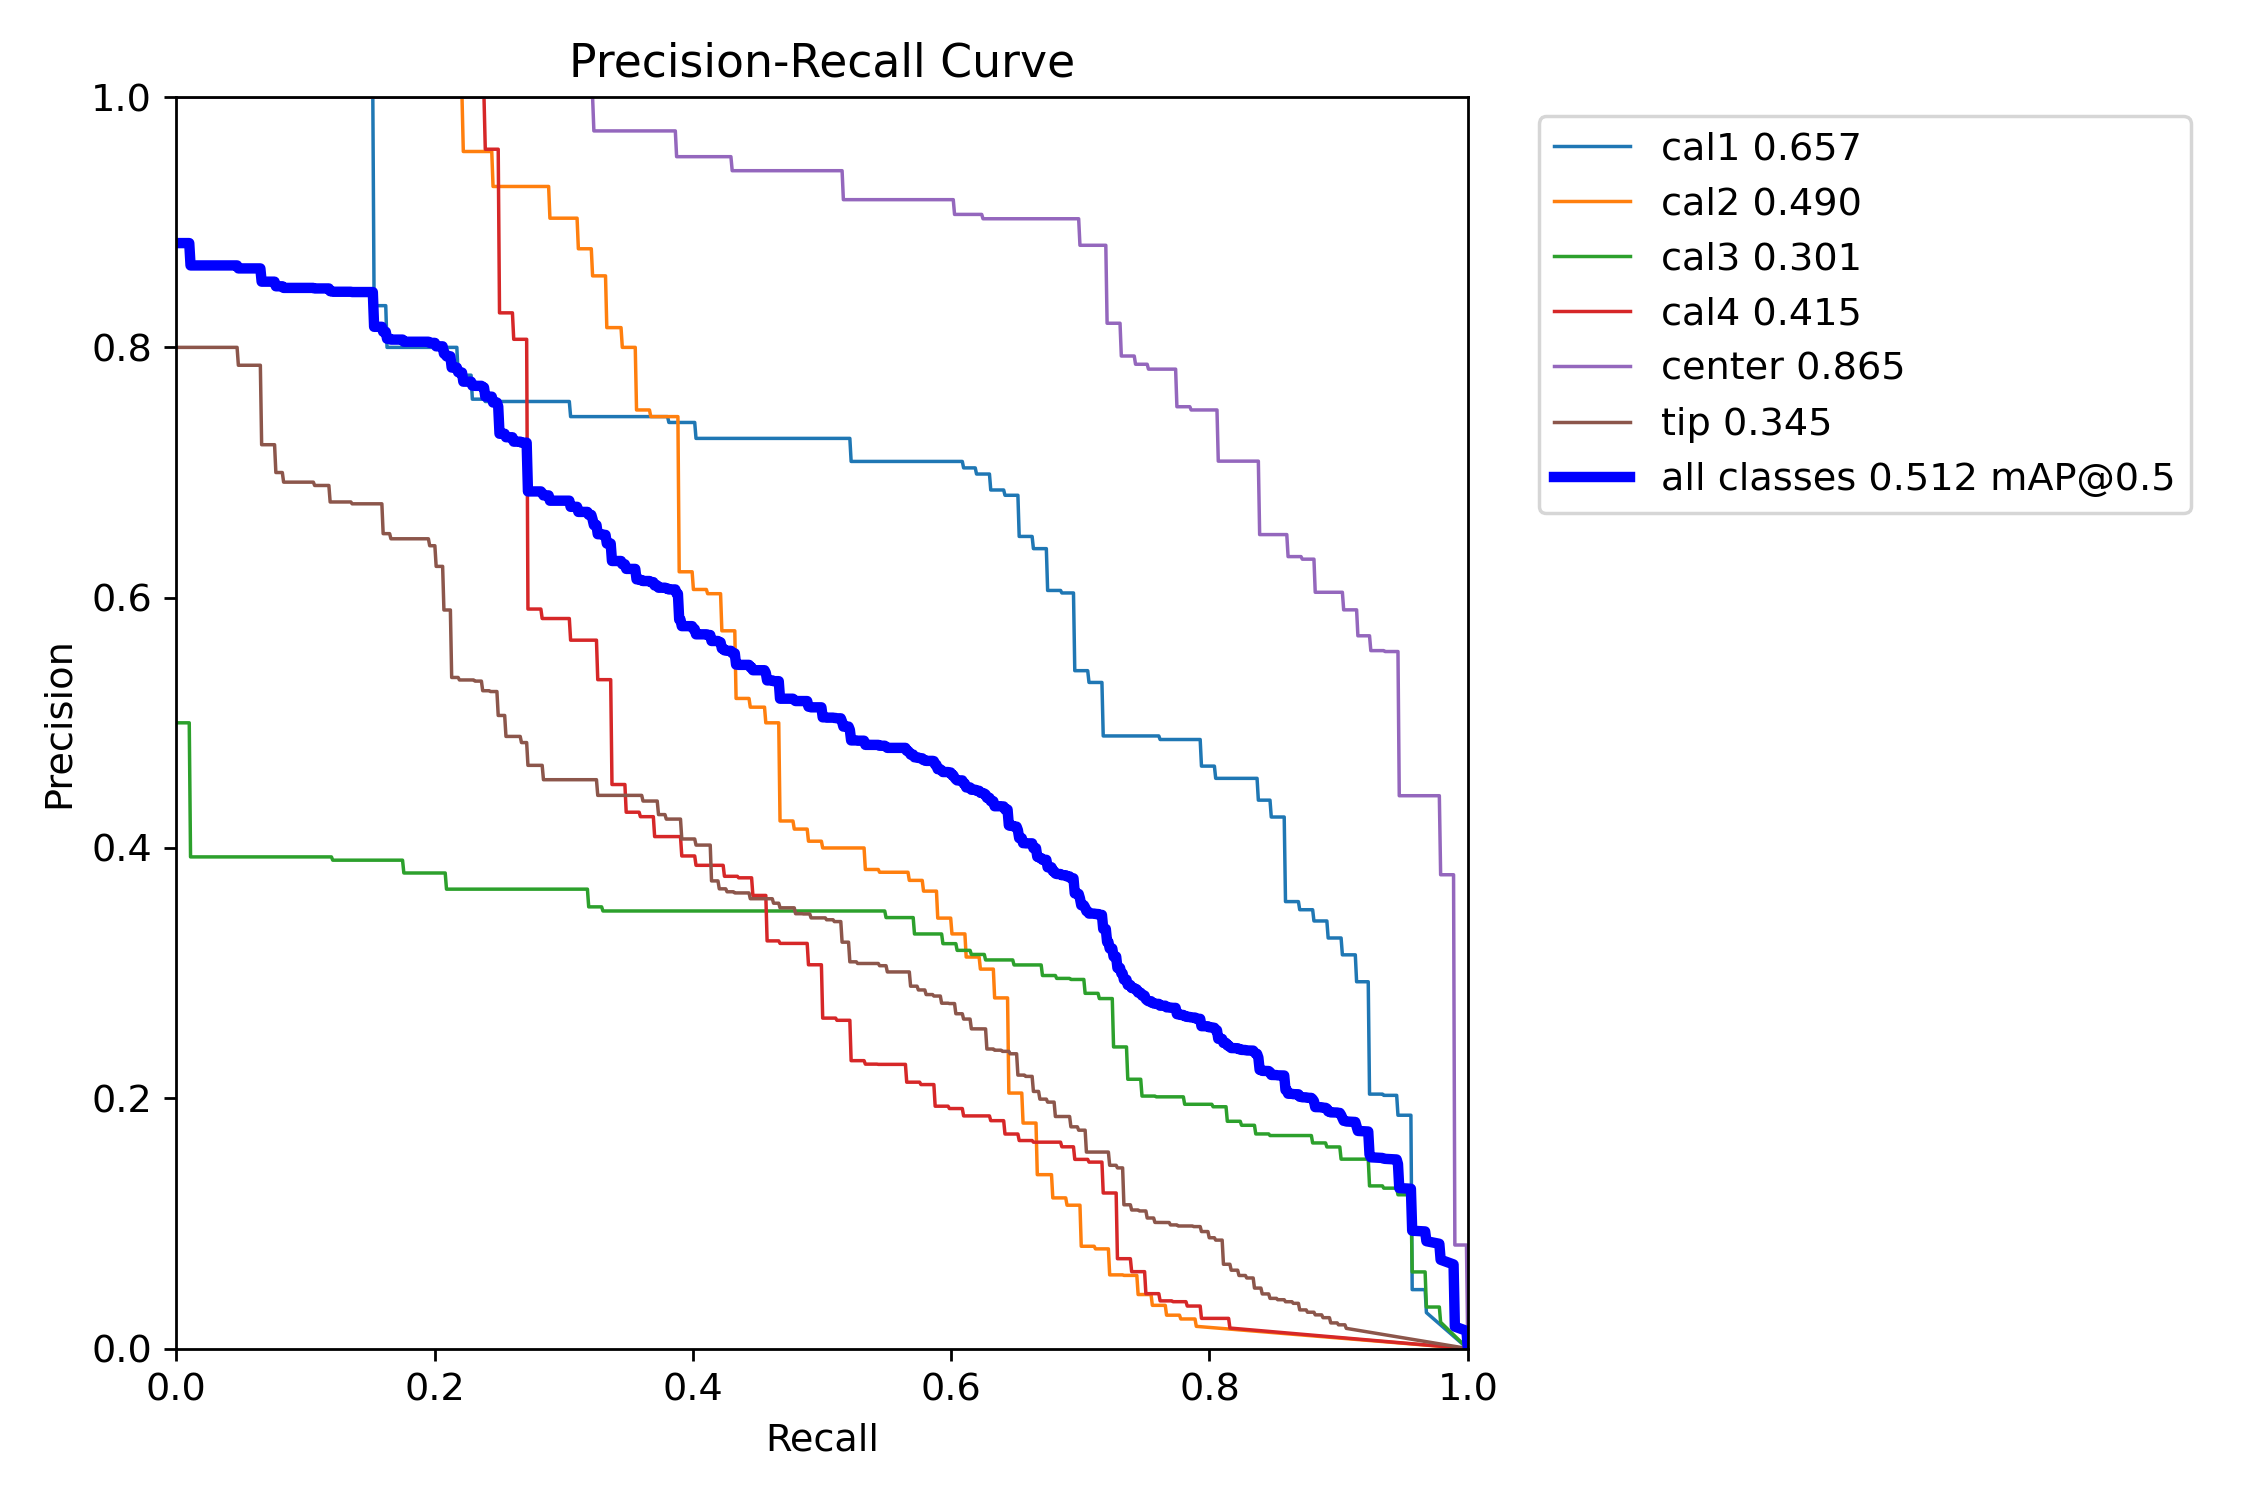 Precision-Recall Curve
1.0
0.8
0.6
0.4
0.2
0.0
Precision
0.0 0.2 0.4 0.6 0.8 1.0
Recall
cal1 0.657
cal2 0.490
cal3 0.301
cal4 0.415
center 0.865
tip 0.345
all classes 0.512 mAP@0.5